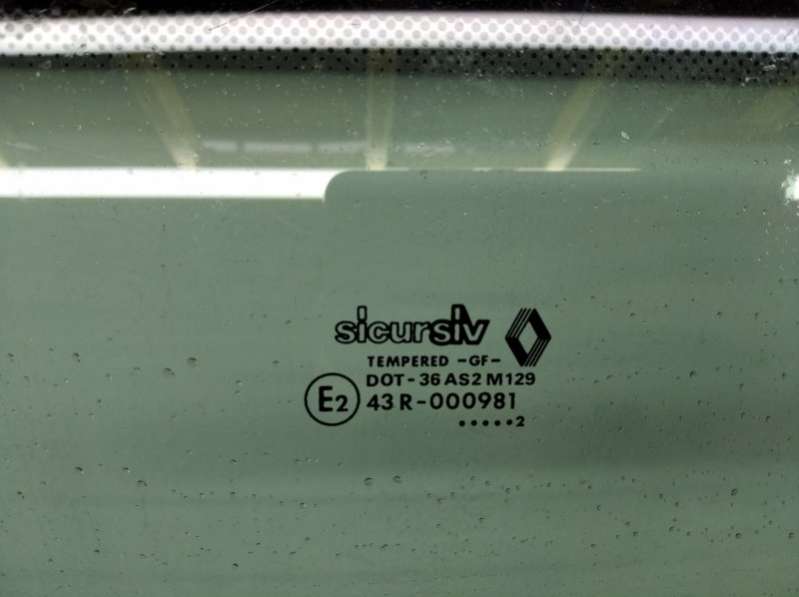 sicursiv
TEMPERED -GF-
DOT-36 AS2 M129
E2 43 R-000981
•••••2